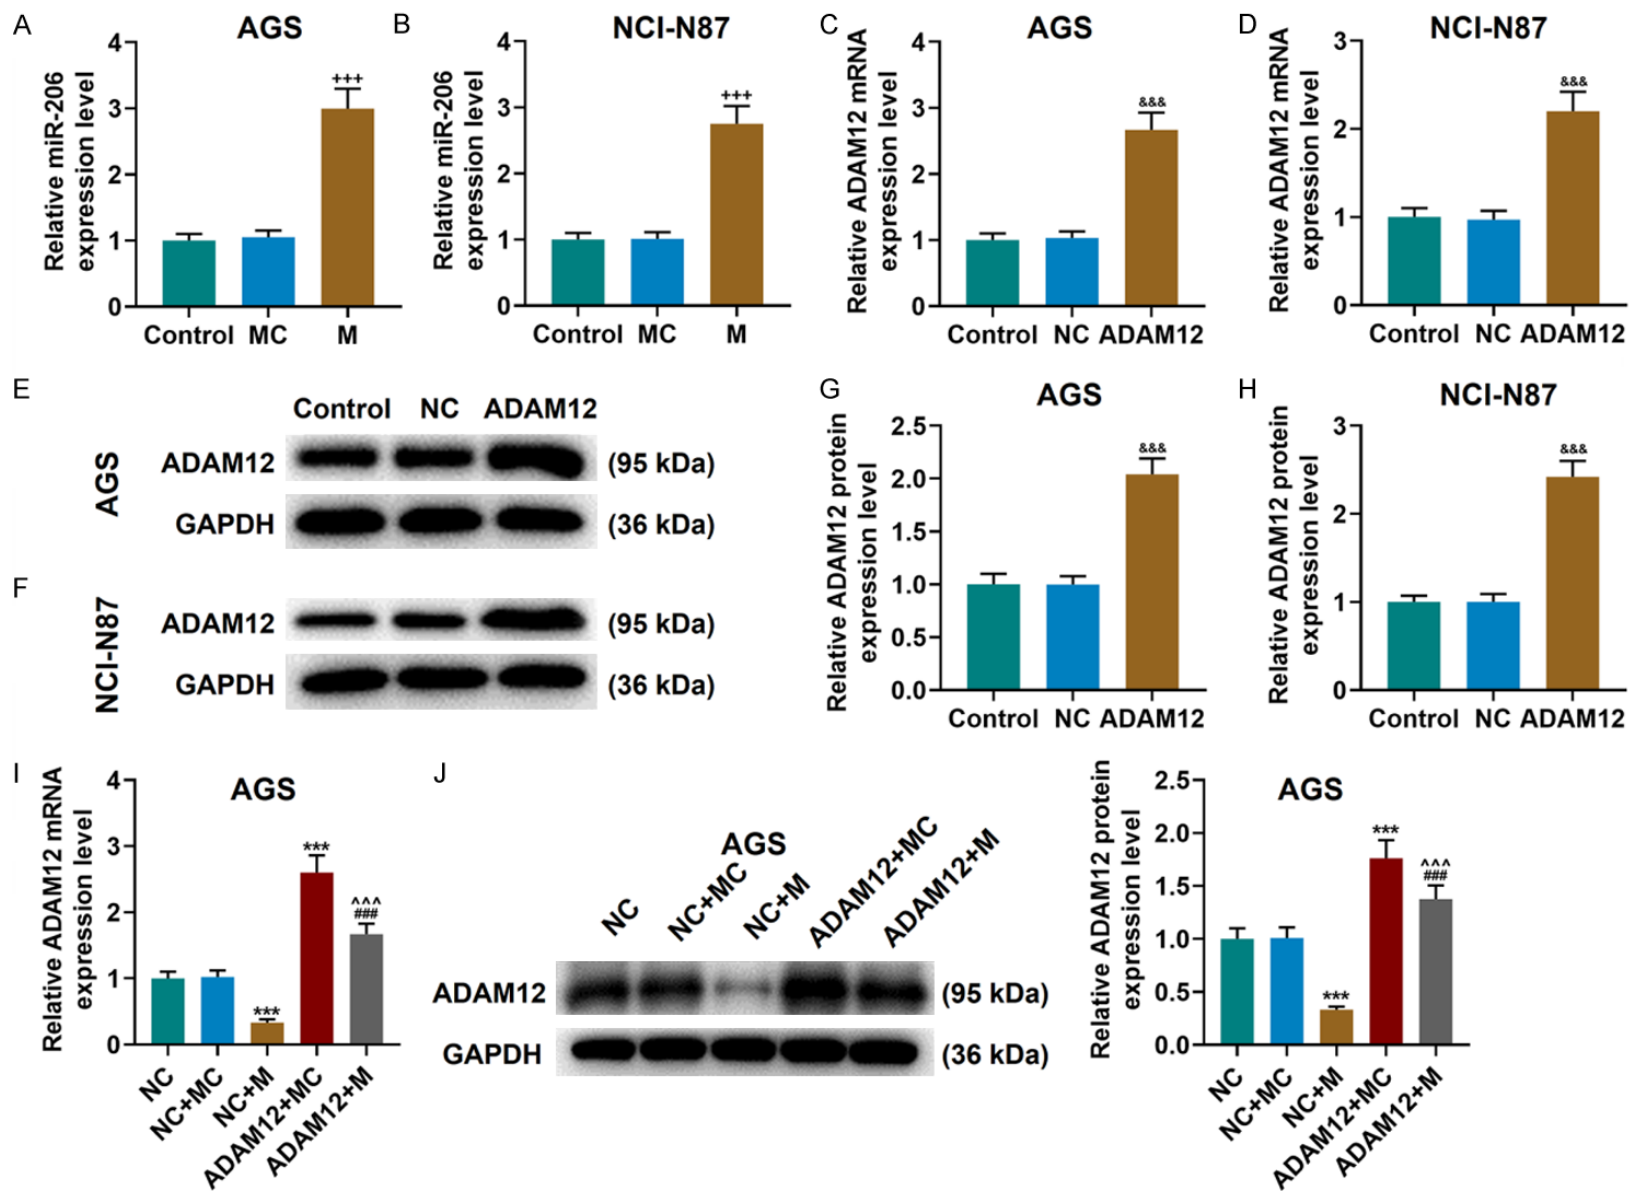 A
AGS
Relative miR-206
expression level
4
3
2
1
0
+++
Control MC M
B
NCI-N87
Relative miR-206
expression level
4
3
2
1
0
+++
Control MC M
C
AGS
Relative ADAM12 mRNA
expression level
4
3
2
1
0
&&&
Control NC ADAM12
D
NCI-N87
Relative ADAM12 mRNA
expression level
3
2
1
0
&&&
Control NC ADAM12
E
Control NC ADAM12
AGS
ADAM12 (95 kDa)
GAPDH (36 kDa)
F
NCI-N87
ADAM12 (95 kDa)
GAPDH (36 kDa)
G
AGS
Relative ADAM12 protein
expression level
2.5
2.0
1.5
1.0
0.5
0.0
&&&
Control NC ADAM12
H
NCI-N87
Relative ADAM12 protein
expression level
3
2
1
0
&&&
Control NC ADAM12
I
AGS
Relative ADAM12 mRNA
expression level
4
3
2
1
0
***
***
^^^
###
NC
NC+MC
NC+M
ADAM12+MC
ADAM12+M
J
AGS
NC
NC+MC
NC+M
ADAM12+MC
ADAM12+M
ADAM12 (95 kDa)
GAPDH (36 kDa)
AGS
Relative ADAM12 protein
expression level
2.5
2.0
1.5
1.0
0.5
0.0
***
***
^^^
###
NC
NC+MC
NC+M
ADAM12+MC
ADAM12+M